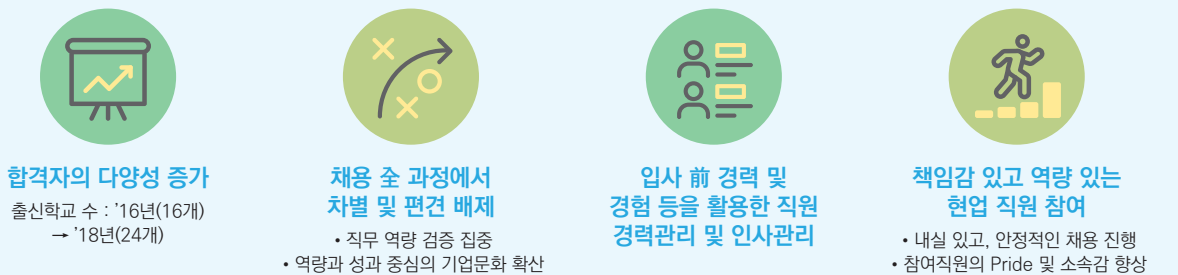 합격자의 다양성 증가
출신학교 수 : ’16년(16개)
→ ’18년(24개)
채용 全 과정에서
차별 및 편견 배제
• 직무 역량 검증 집중
• 역량과 성과 중심의 기업문화 확산
입사 前 경력 및
경험 등을 활용한 직원
경력관리 및 인사관리
책임감 있고 역량 있는
현업 직원 참여
• 내실 있고, 안정적인 채용 진행
• 참여직원의 Pride 및 소속감 향상